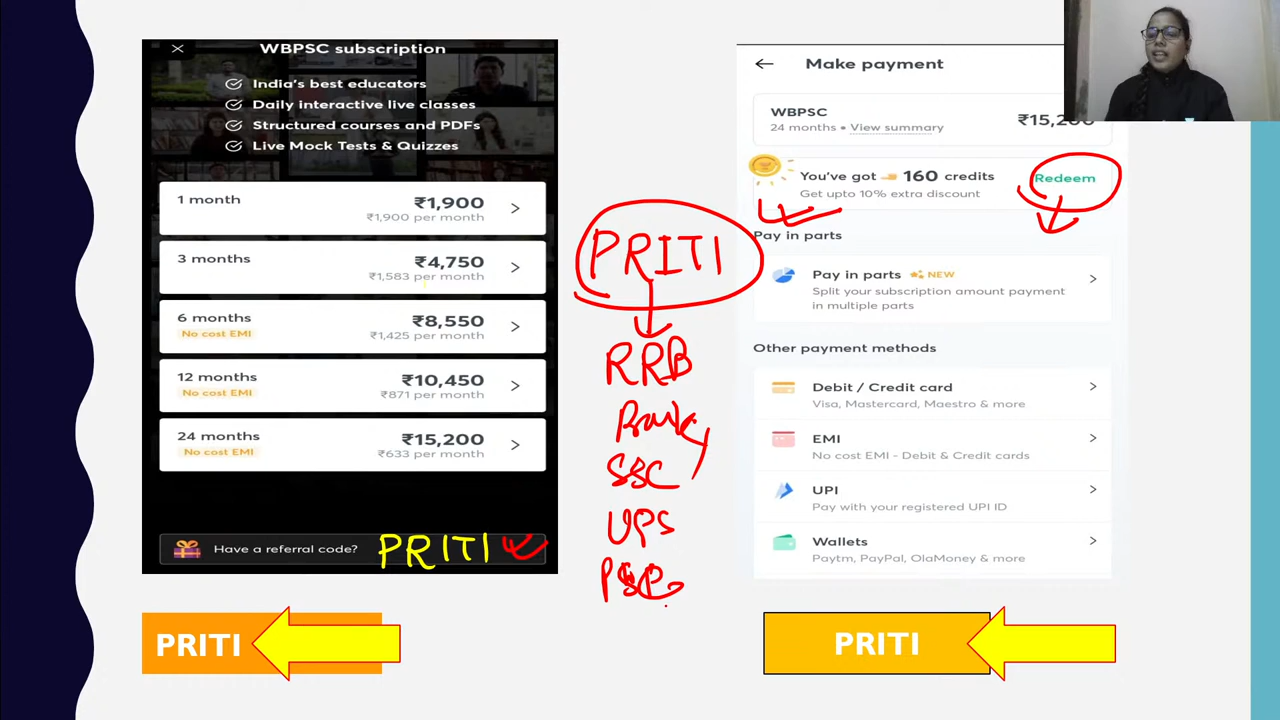 WBPSC subscription
India's best educators
Daily interactive live classes
Structured courses and PDFs
Live Mock Tests & Quizzes
1 month
₹1,900
₹1,900 per month
3 months
₹4,750
₹1,583 per month
6 months
No cost EMI
₹8,550
₹1,425 per month
12 months
No cost EMI
₹10,450
₹871 per month
24 months
No cost EMI
₹15,200
₹633 per month
Have a referral code? PRITI
PRITI
PRITI
RRB
Bank
SSC
UPS
Make payment
WBPSC
24 months • View summary
You've got 160 credits
Get upto 10% extra discount
Redeem
Pay in parts
Pay in parts NEW
Split your subscription amount payment
in multiple parts
Other payment methods
Debit / Credit card
Visa, Mastercard, Maestro & more
EMI
No cost EMI - Debit & Credit cards
UPI
Pay with your registered UPI ID
Wallets
Paytm, PayPal, OlaMoney & more
PRITI